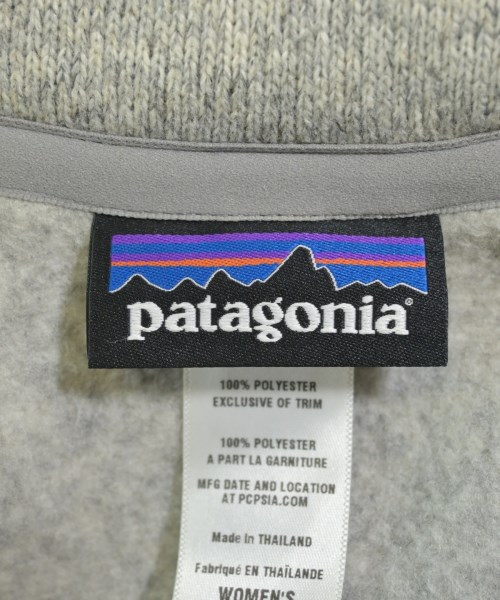 patagonia®
100% POLYESTER
EXCLUSIVE OF TRIM
100% POLYESTER
A PART LA GARNITURE
MFG DATE AND LOCATION
AT PCPSIA.COM
Made In THAILAND
Fabriqué EN THAÏLANDE
WOMEN'S